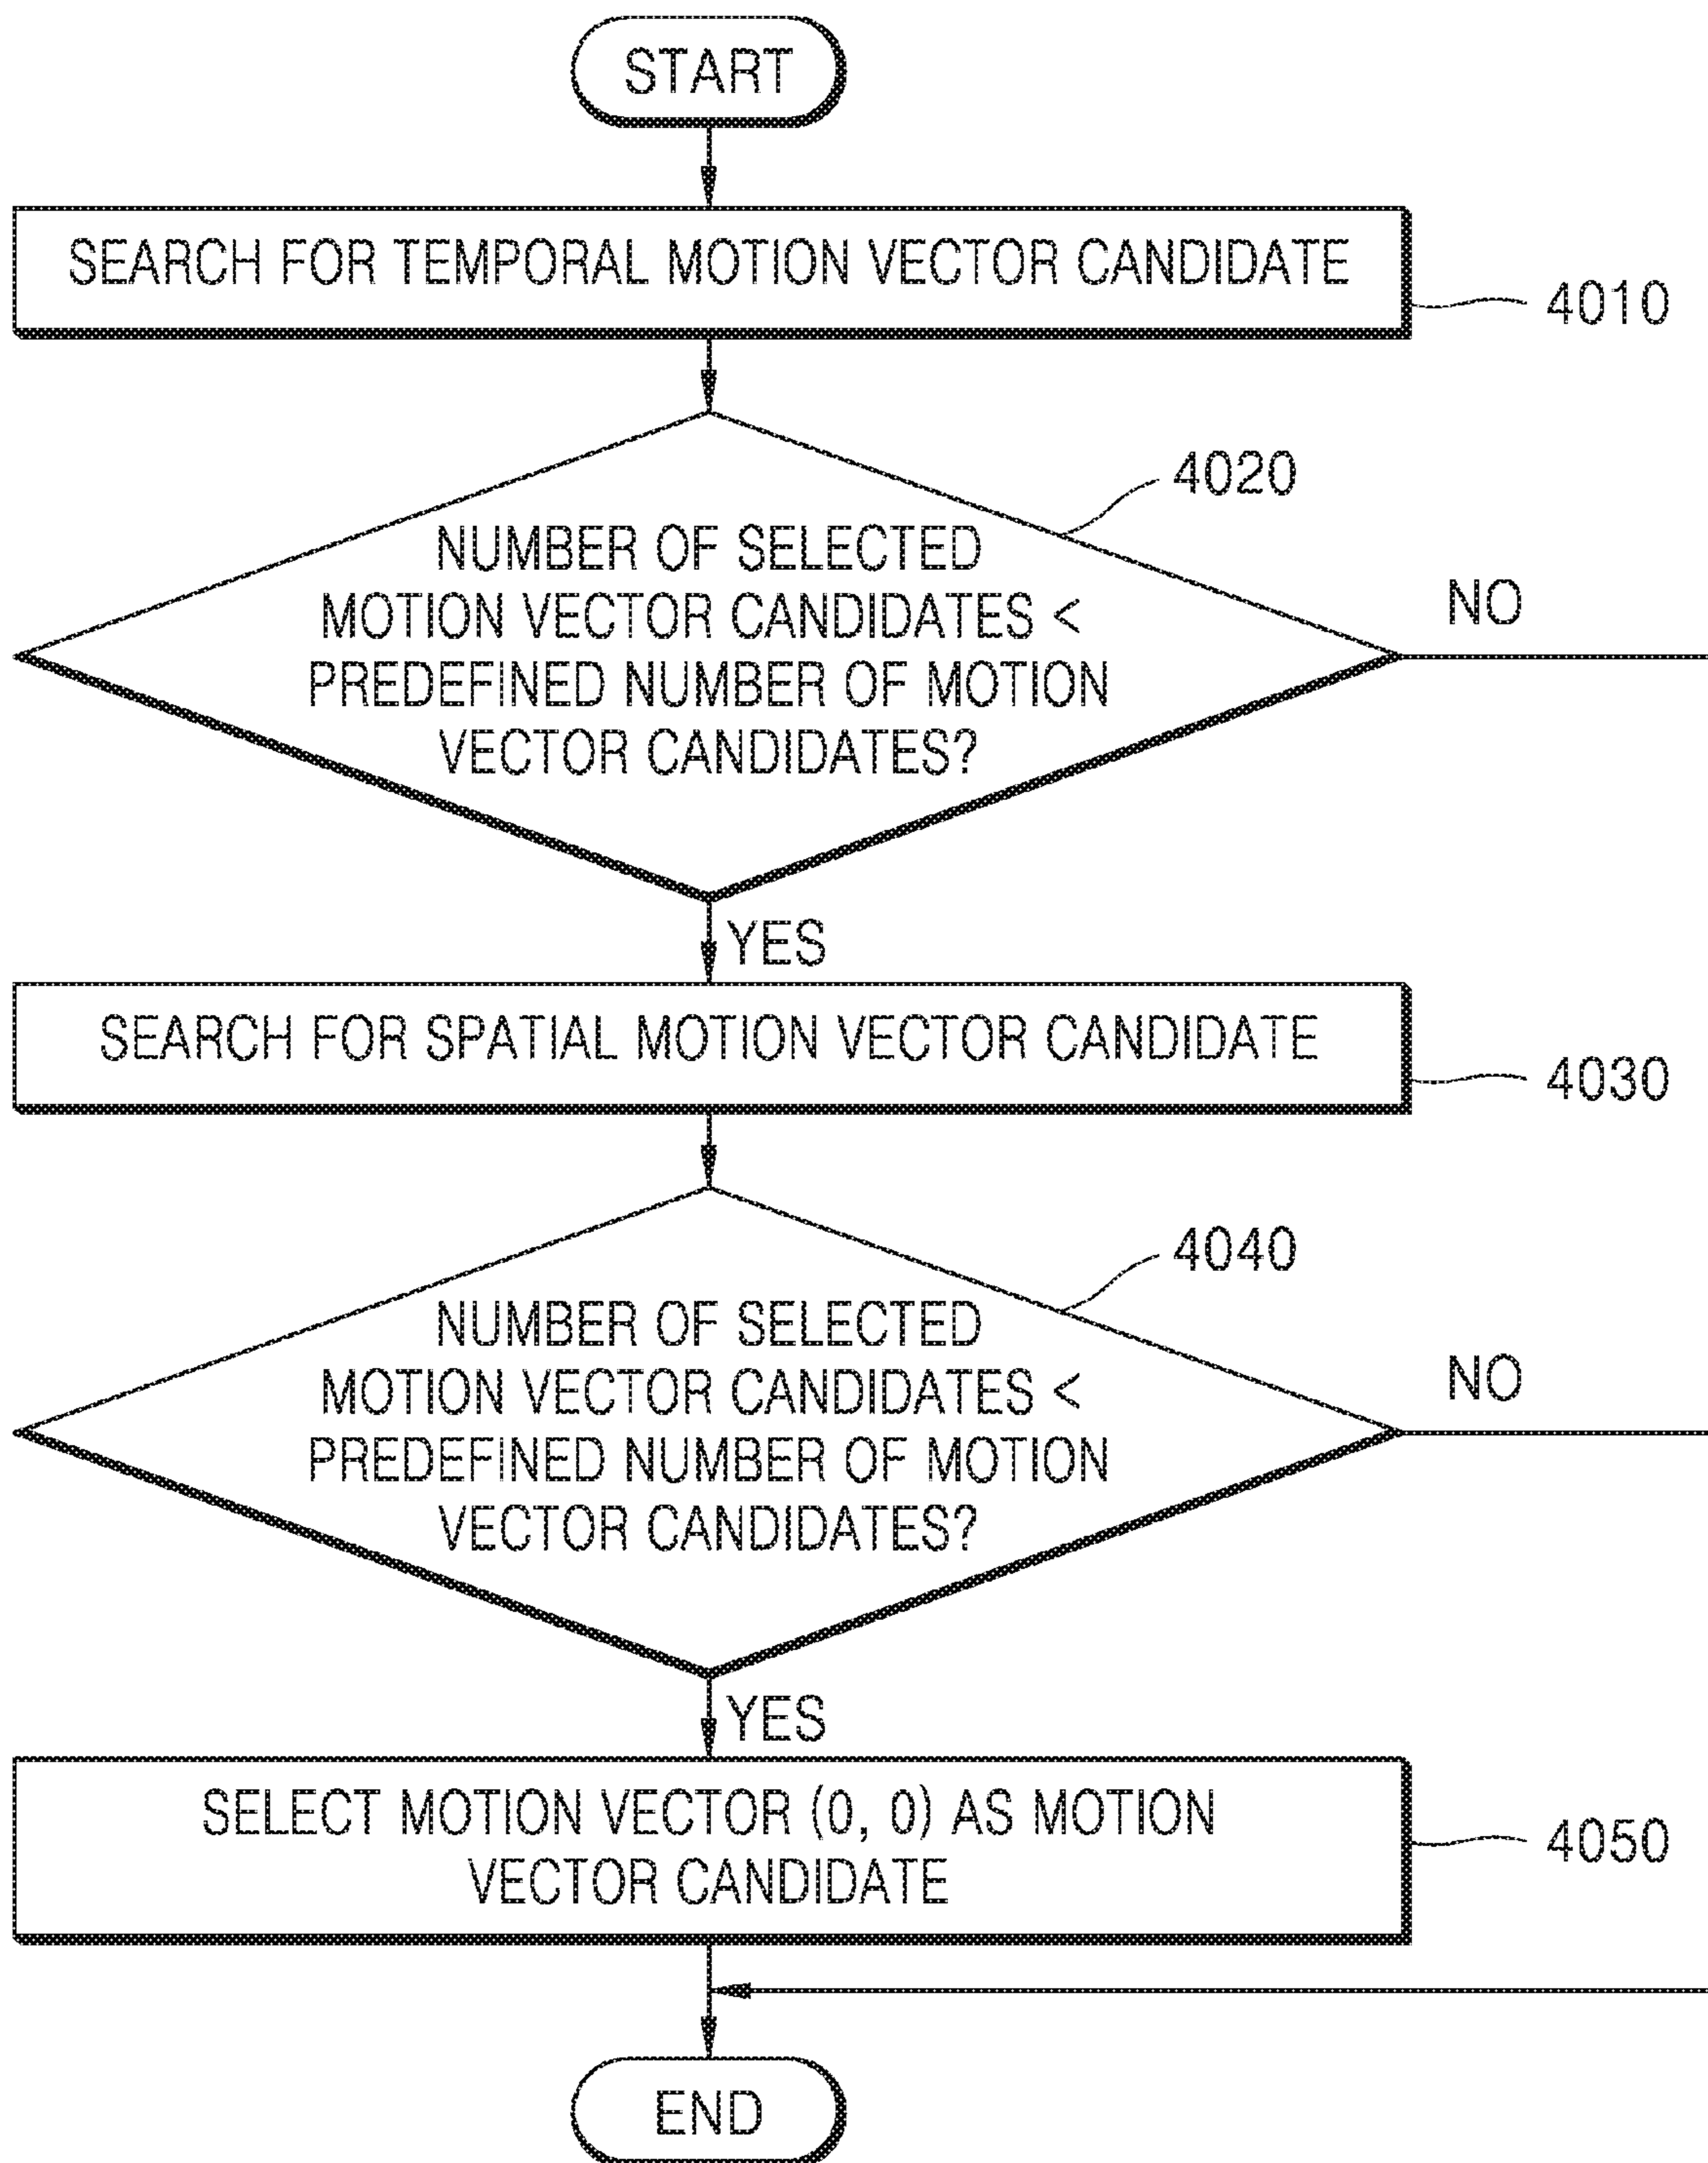 START
SEARCH FOR TEMPORAL MOTION VECTOR CANDIDATE
4010
4020
NUMBER OF SELECTED
MOTION VECTOR CANDIDATES <
PREDEFINED NUMBER OF MOTION
VECTOR CANDIDATES?
NO
YES
SEARCH FOR SPATIAL MOTION VECTOR CANDIDATE
4030
4040
NUMBER OF SELECTED
MOTION VECTOR CANDIDATES <
PREDEFINED NUMBER OF MOTION
VECTOR CANDIDATES?
NO
YES
SELECT MOTION VECTOR (0, 0) AS MOTION
VECTOR CANDIDATE
4050
END